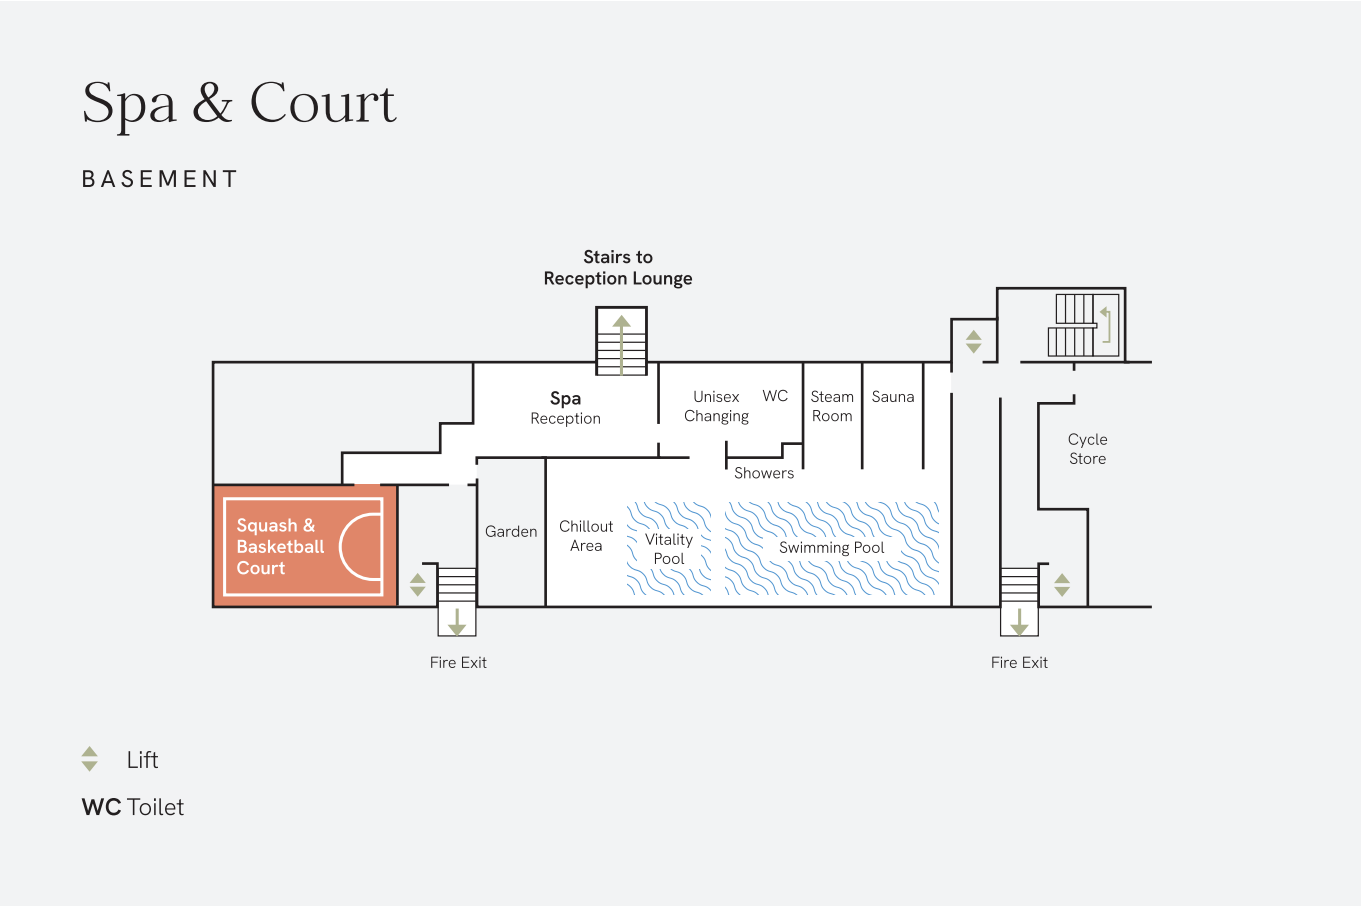 Spa & Court
BASEMENT
Stairs to
Reception Lounge
Spa
Reception
Unisex
Changing
WC
Steam
Room
Sauna
Showers
Cycle
Store
Squash &
Basketball
Court
Garden
Chillout
Area
Vitality
Pool
Swimming Pool
Fire Exit
Fire Exit
Lift
WC Toilet